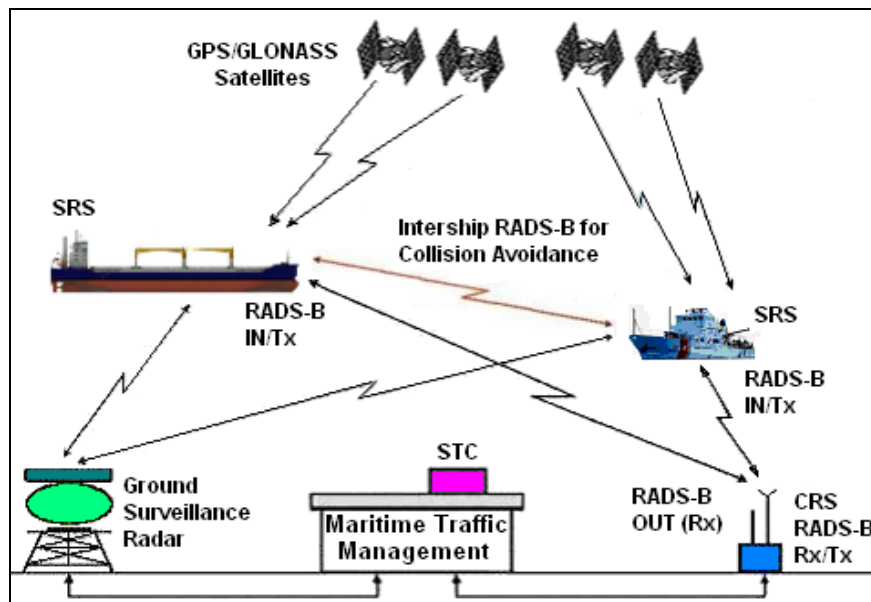 GPS/GLONASS
Satellites
SRS
Intership RADS-B for
Collision Avoidance
RADS-B
IN/Tx
SRS
RADS-B
IN/Tx
STC
Ground
Surveillance
Radar
Maritime Traffic
Management
RADS-B
OUT (Rx)
CRS
RADS-B
Rx/Tx